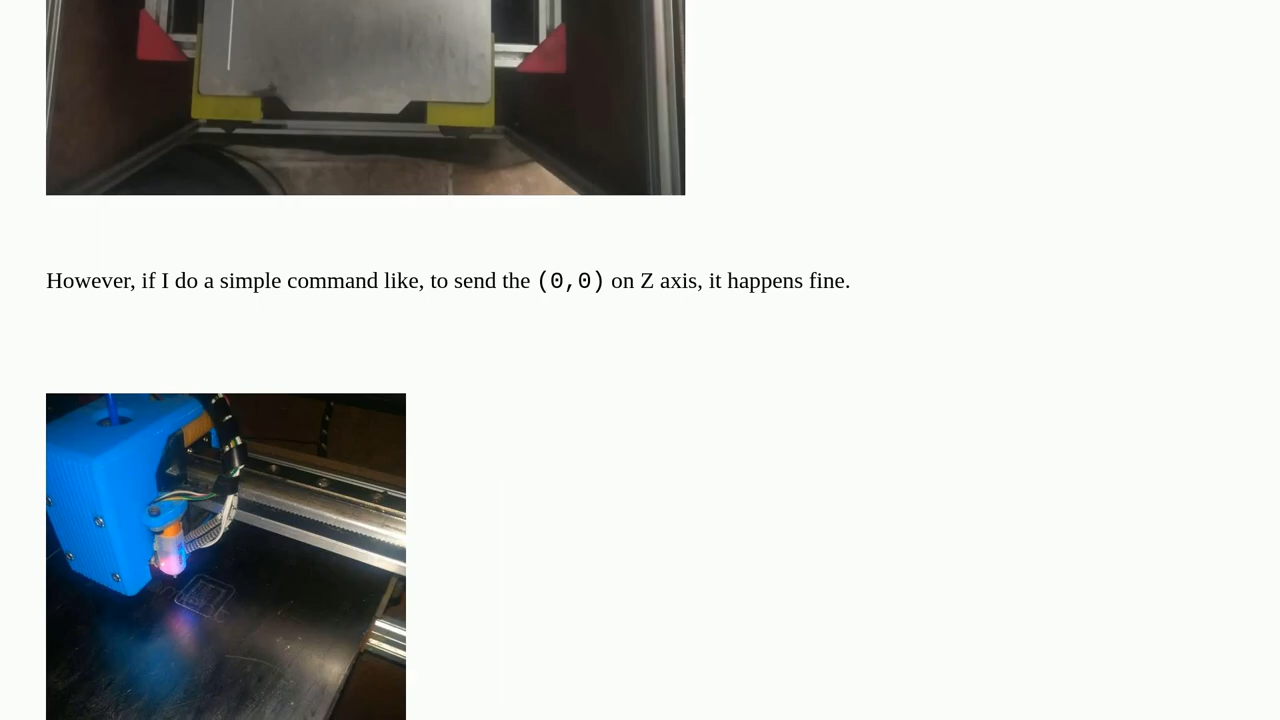 However, if I do a simple command like, to send the (0,0) on Z axis, it happens fine.